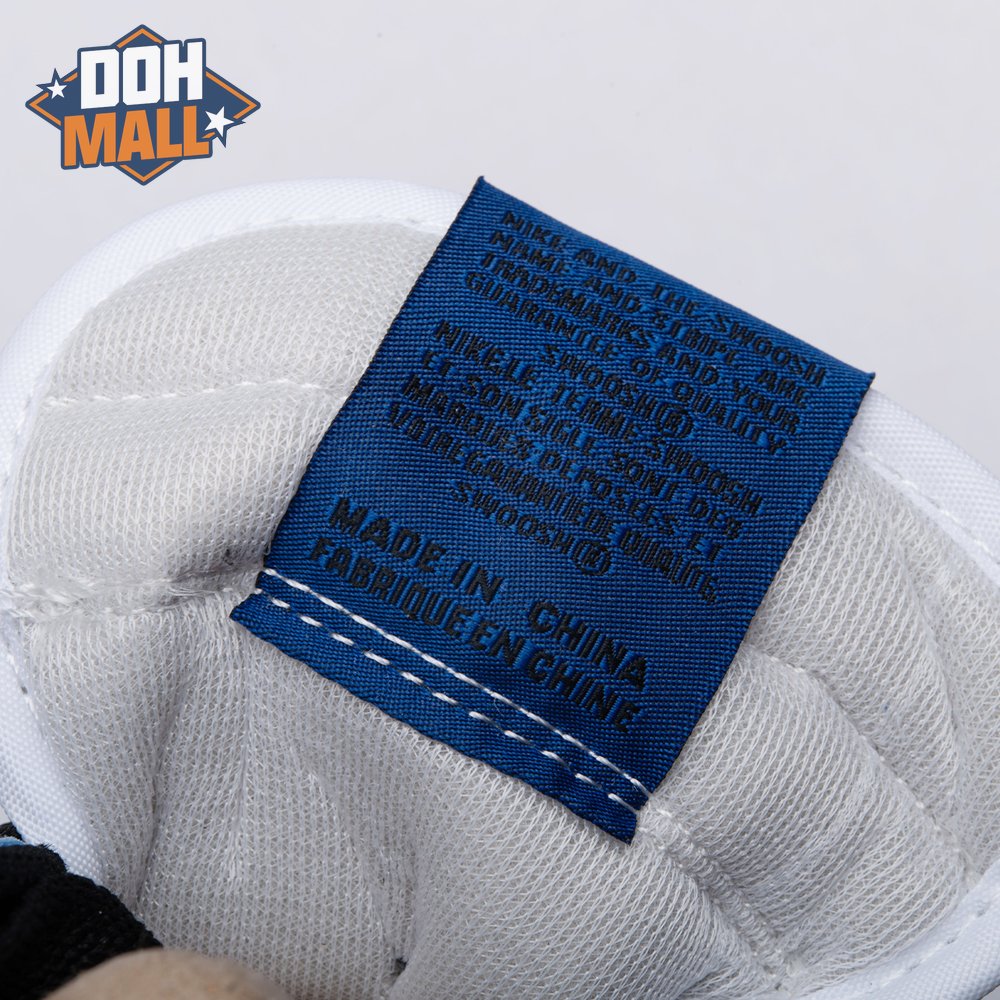 DOH
MALL
NIKE AND THE SWOOSH
NAME AND STRIPE ARE
TRADEMARKS AND YOUR
GUARANTEE OF QUALITY
SWOOSH®
NIKE.LE TERME SWOOSH
ET SON SIGLE SONT DES
MARQUES DEPOSEES ET
GARANTIE DE QUALITE.
SWOOSH®
MADE IN CHINA
FABRIQUE EN CHINE